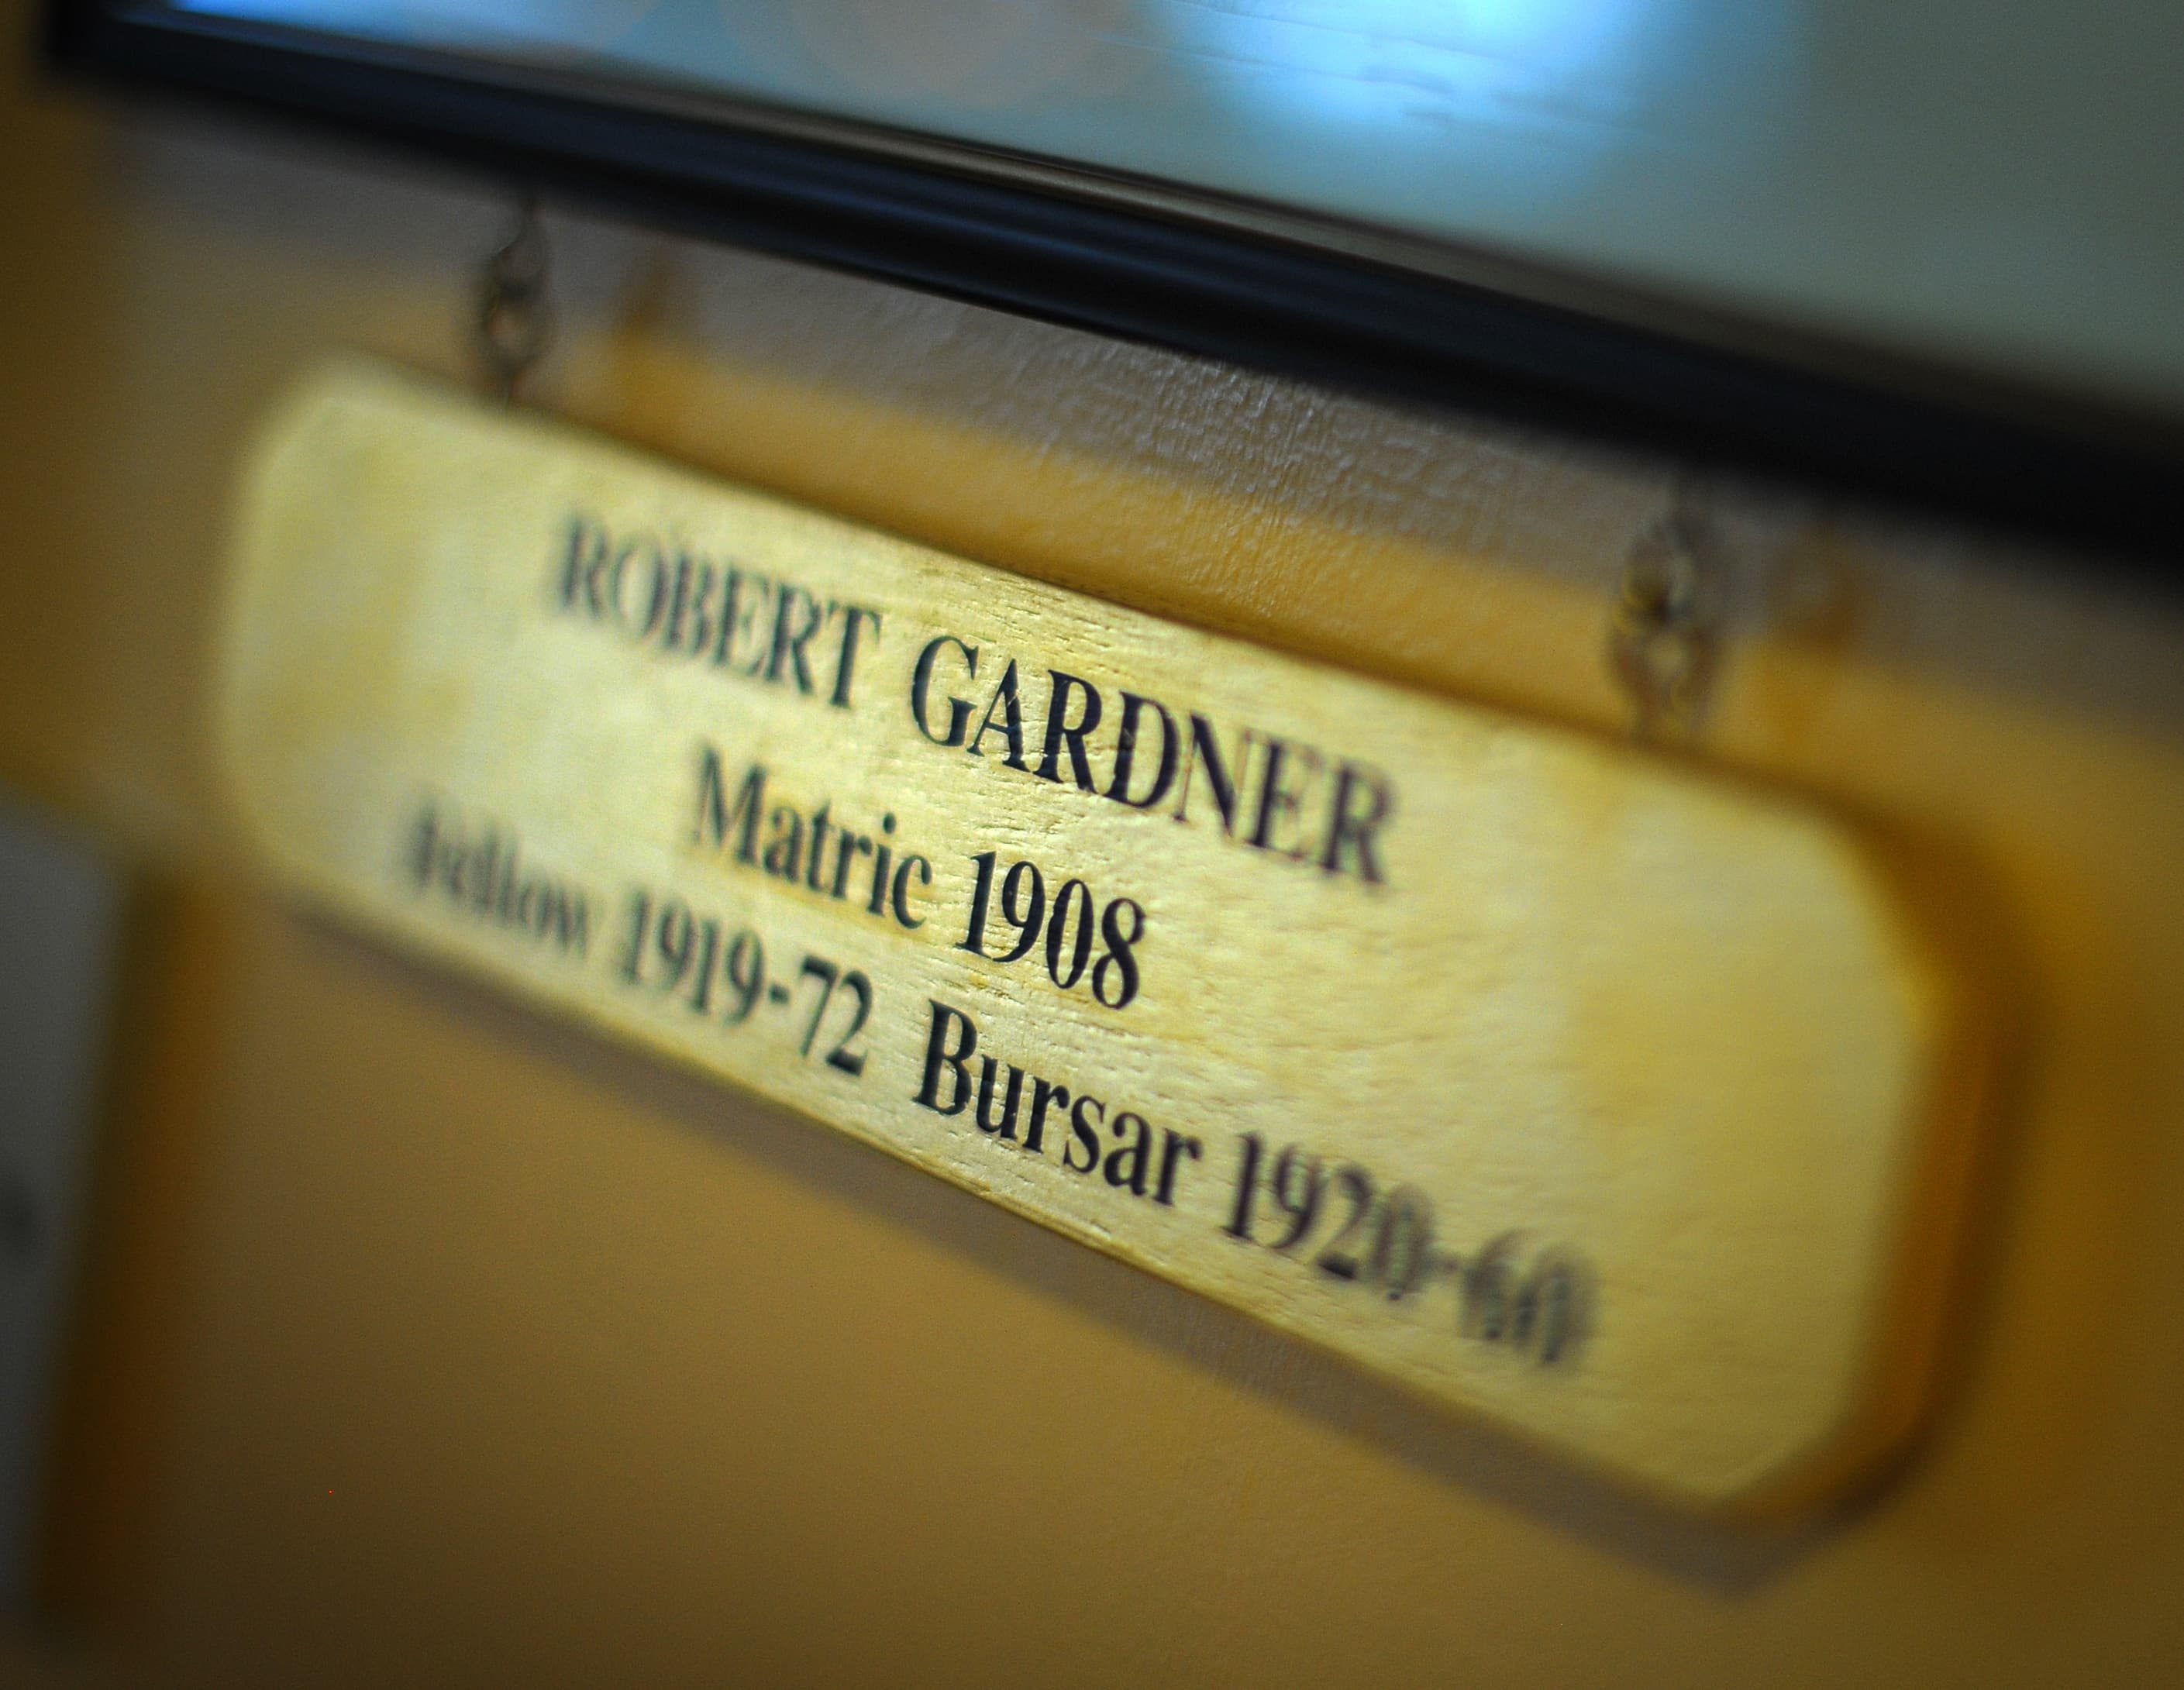 ROBERT GARDNER
Matric 1908
Fellow 1919-72 Bursar 1920-60